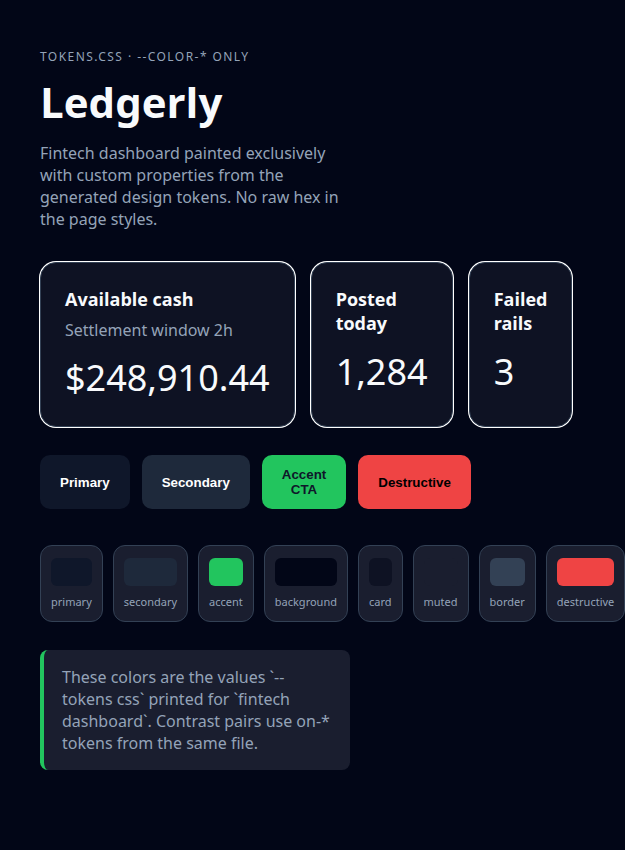 TOKENS.CSS · --COLOR-* ONLY
Ledgerly
Fintech dashboard painted exclusively
with custom properties from the
generated design tokens. No raw hex in
the page styles.
Available cash
Settlement window 2h
$248,910.44
Posted
today
1,284
Failed
rails
3
Primary
Secondary
Accent
CTA
Destructive
primary
secondary
accent
background
card
muted
border
destructive
These colors are the values `--
tokens css` printed for `fintech
dashboard`. Contrast pairs use on-*
tokens from the same file.